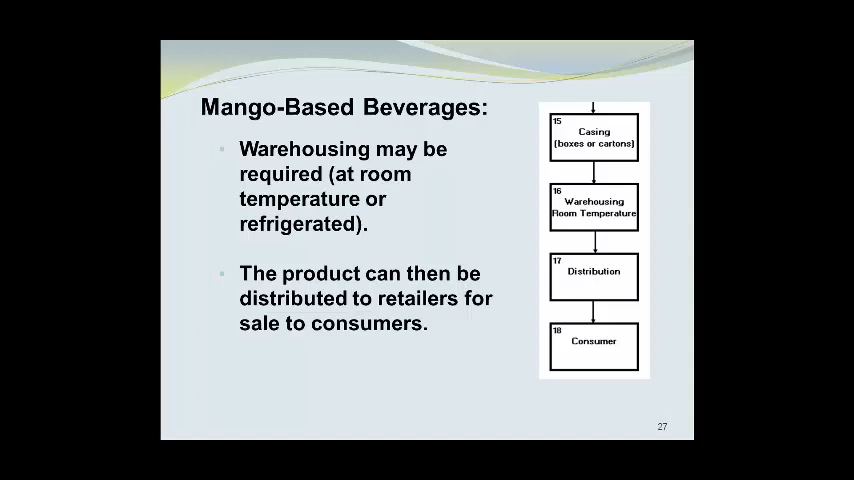 Mango-Based Beverages:
Warehousing may be
required (at room
temperature or
refrigerated).
The product can then be
distributed to retailers for
sale to consumers.
15
Casing
(boxes or cartons)
16
Warehousing
Room Temperature
17
Distribution
18
Consumer
27